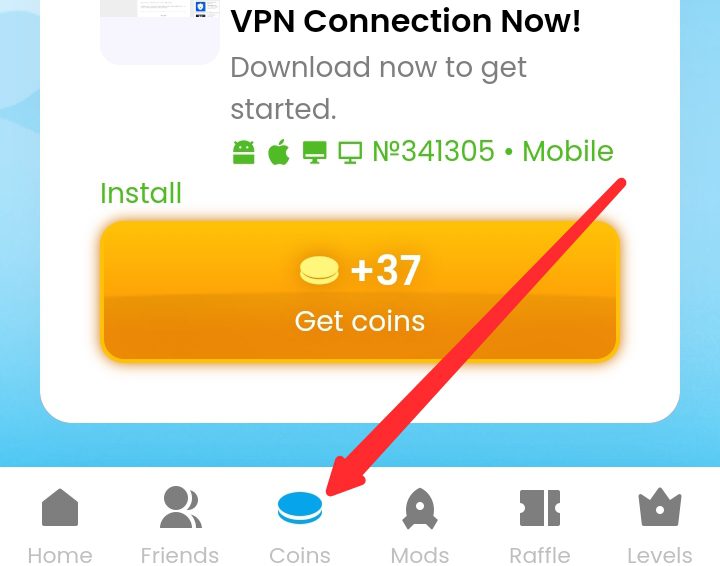 VPN Connection Now!
Download now to get
started.
№341305 • Mobile
Install
+37
Get coins
Home Friends Coins Mods Raffle Levels